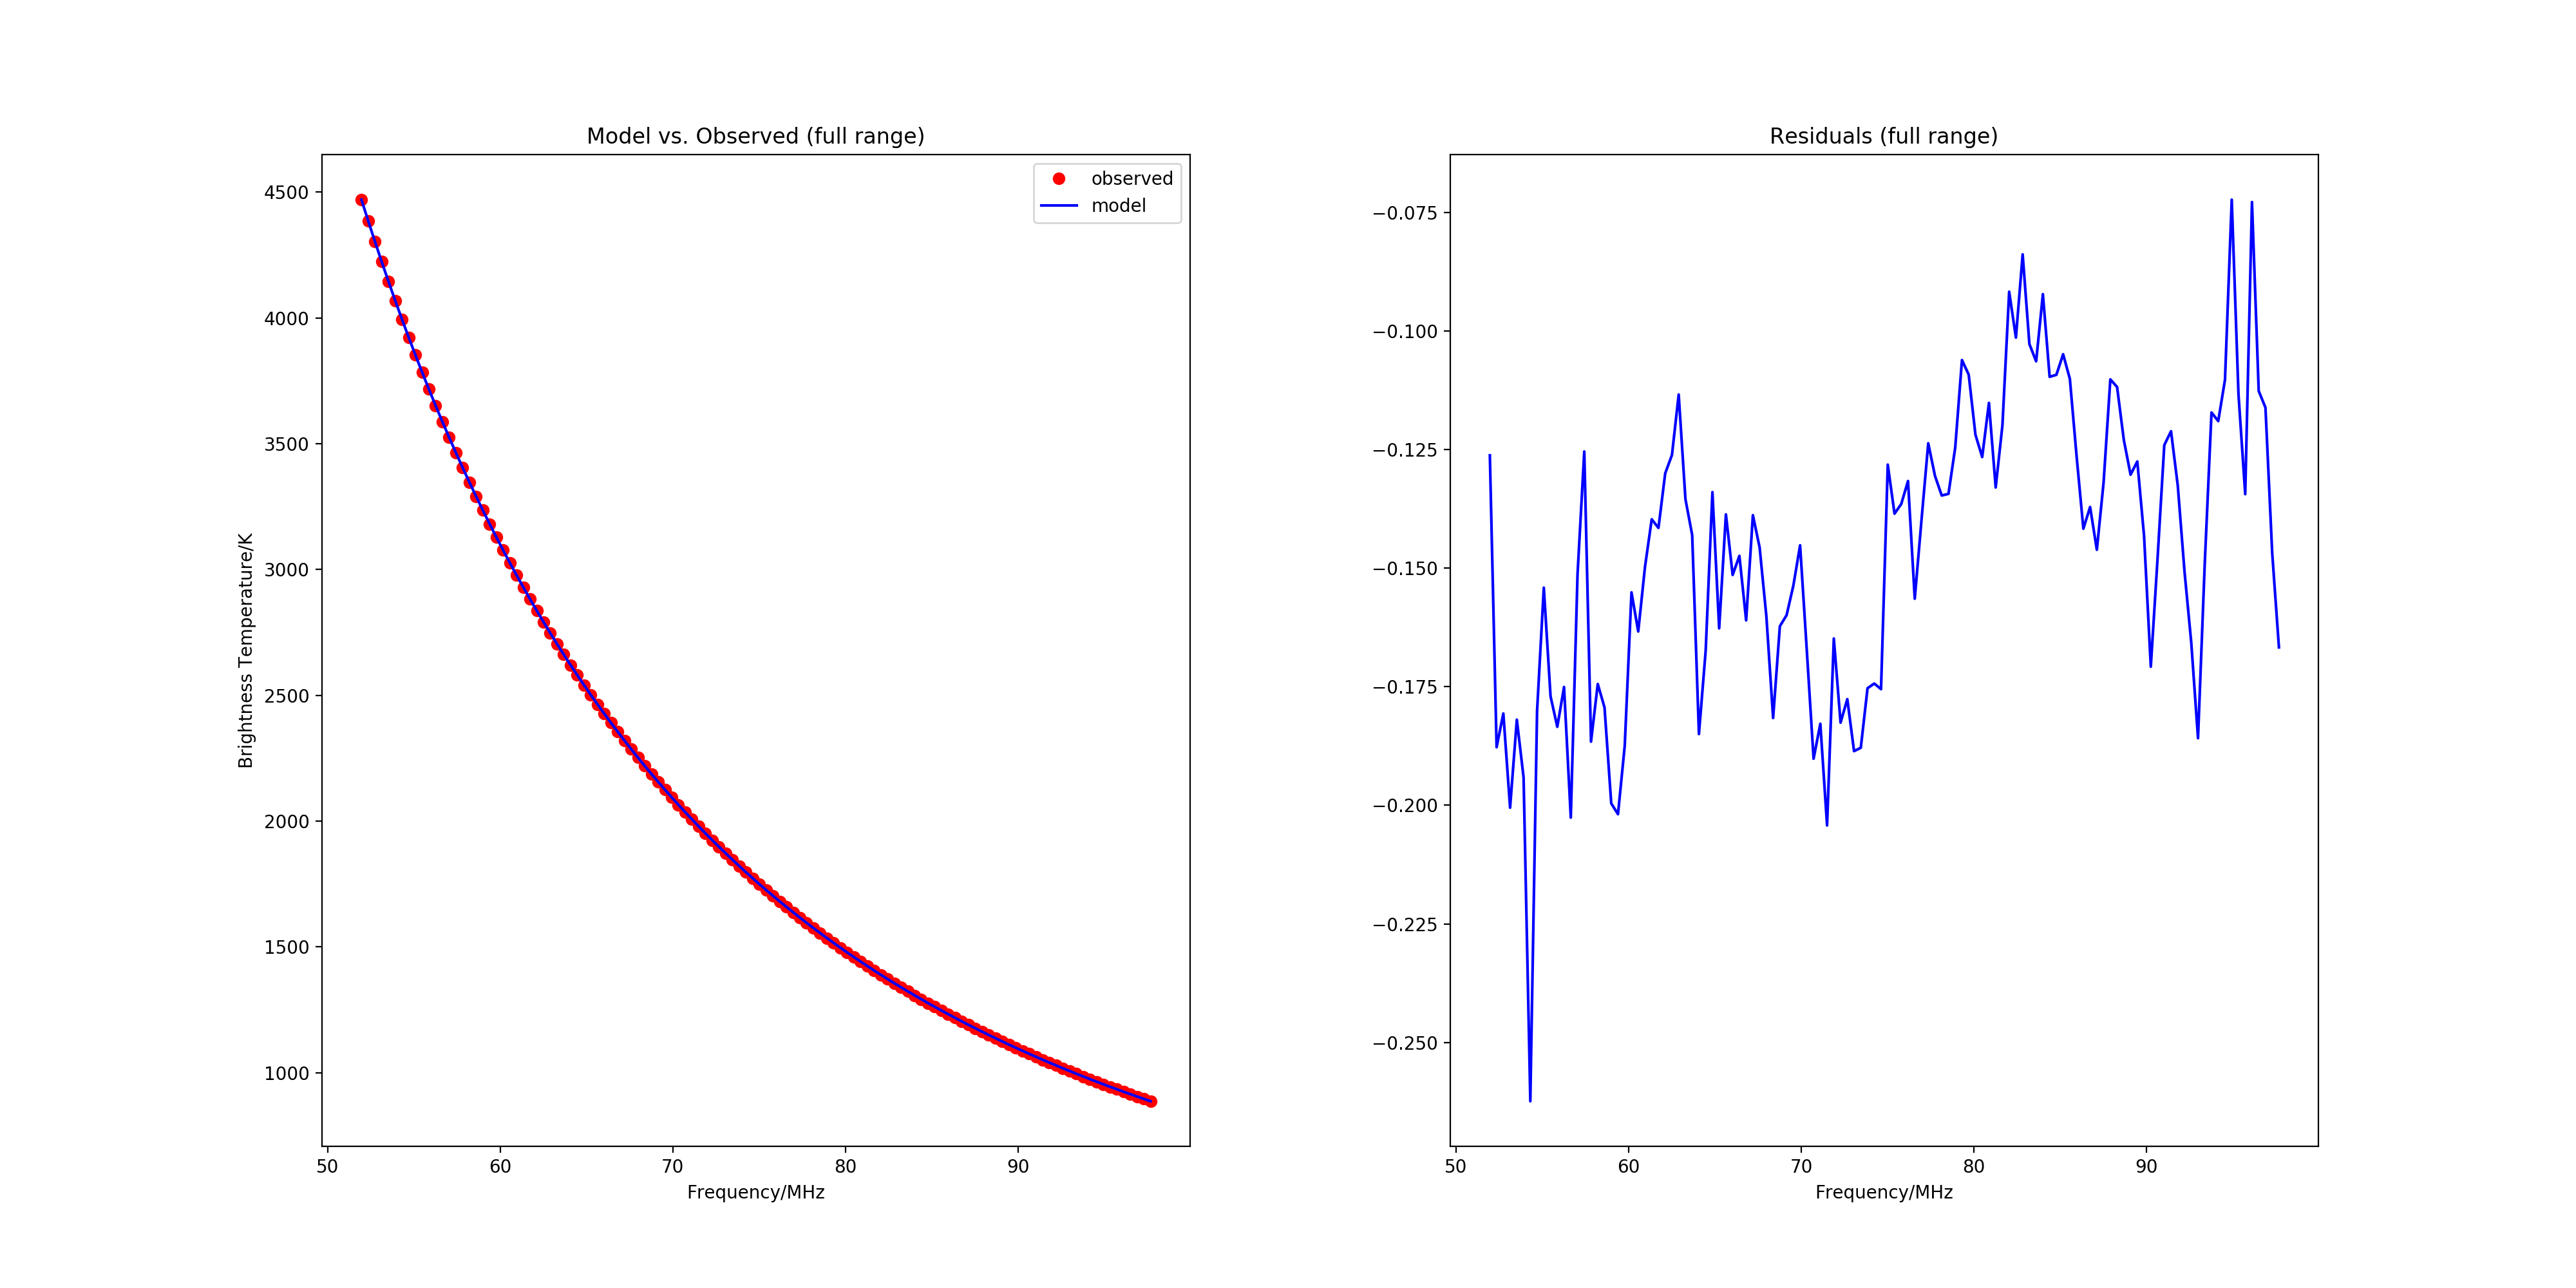 Model vs. Observed (full range)
observed
model
4500
4000
3500
3000
2500
2000
1500
1000
Brightness Temperature/K
50 60 70 80 90
Frequency/MHz
Residuals (full range)
−0.075
−0.100
−0.125
−0.150
−0.175
−0.200
−0.225
−0.250
50 60 70 80 90
Frequency/MHz